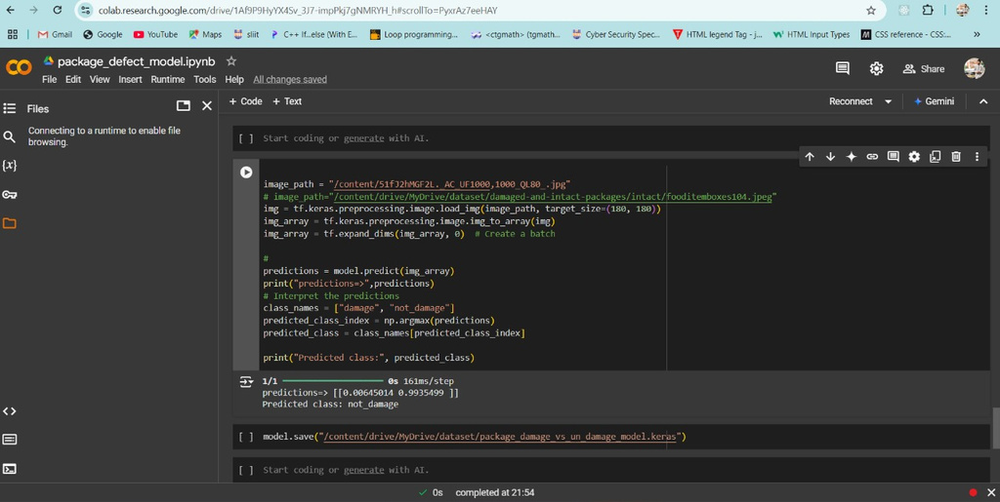 colab.research.google.com/drive/1Af9P9HyYX4Sv_3J7-impPkj7gNMRYH_h#scrollTo=PyxrAz7eeHAY
Gmail Google YouTube Maps sliit C++ If...else (With E... Loop programming... <ctgmath> (tgmath... Cyber Security Spec... HTML legend Tag - j... HTML Input Types CSS reference - CSS:... »
CO package_defect_model.ipynb
File Edit View Insert Runtime Tools Help All changes saved
Share
Files
+ Code + Text
Reconnect Gemini
Connecting to a runtime to enable file
browsing.
{x}
[ ] Start coding or generate with AI.
image_path = "/content/51fJ2hMGF2L._AC_UF1000,1000_QL80_.jpg"
# image_path="/content/drive/MyDrive/dataset/damaged-and-intact-packages/intact/fooditemboxes104.jpeg"
img = tf.keras.preprocessing.image.load_img(image_path, target_size=(180, 180))
img_array = tf.keras.preprocessing.image.img_to_array(img)
img_array = tf.expand_dims(img_array, 0)  # Create a batch
#
predictions = model.predict(img_array)
print("predictions=>",predictions)
# Interpret the predictions
class_names = ["damage", "not_damage"]
predicted_class_index = np.argmax(predictions)
predicted_class = class_names[predicted_class_index]
print("Predicted class:", predicted_class)
1/1 0s 161ms/step
predictions=> [[0.00645014 0.9935499 ]]
Predicted class: not_damage
[ ] model.save("/content/drive/MyDrive/dataset/package_damage_vs_un_damage_model.keras")
[ ] Start coding or generate with AI.
0s completed at 21:54